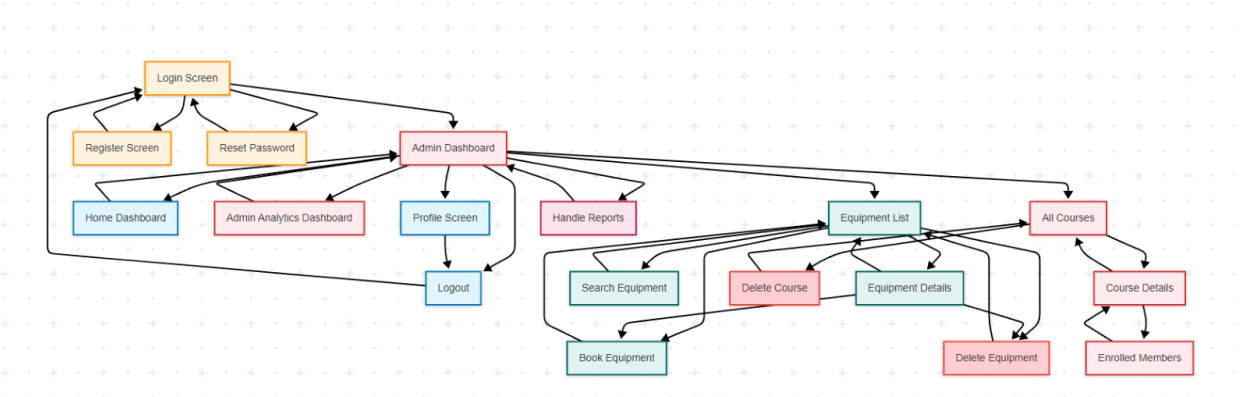 Login Screen
Register Screen
Reset Password
Admin Dashboard
Home Dashboard
Admin Analytics Dashboard
Profile Screen
Handle Reports
Equipment List
All Courses
Logout
Search Equipment
Delete Course
Equipment Details
Course Details
Book Equipment
Delete Equipment
Enrolled Members